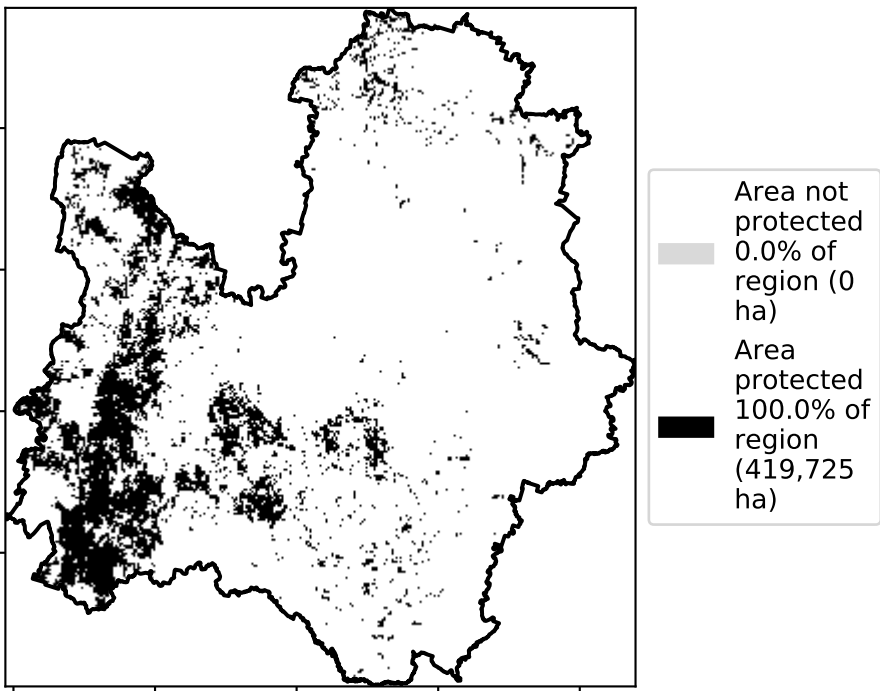 Area not
protected
0.0% of
region (0
ha)
Area
protected
100.0% of
region
(419,725
ha)